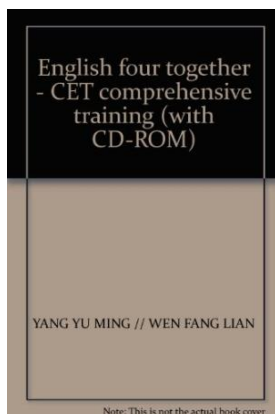 English four together
- CET comprehensive
training (with
CD-ROM)
YANG YU MING // WEN FANG LIAN
Note: This is not the actual book cover